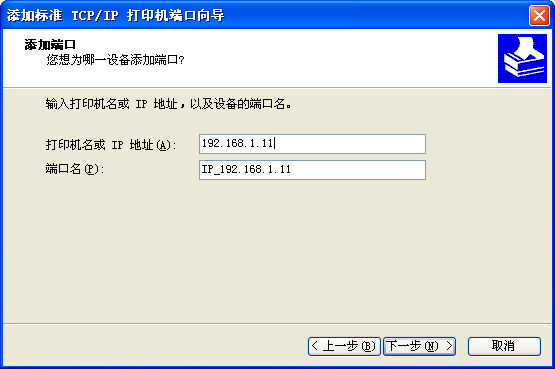 添加标准 TCP/IP 打印机端口向导
添加端口
您想为哪一设备添加端口?
输入打印机名或 IP 地址，以及设备的端口名。
打印机名或 IP 地址(A): 192.168.1.11
端口名(P): IP_192.168.1.11
< 上一步(B) 下一步(N) > 取消